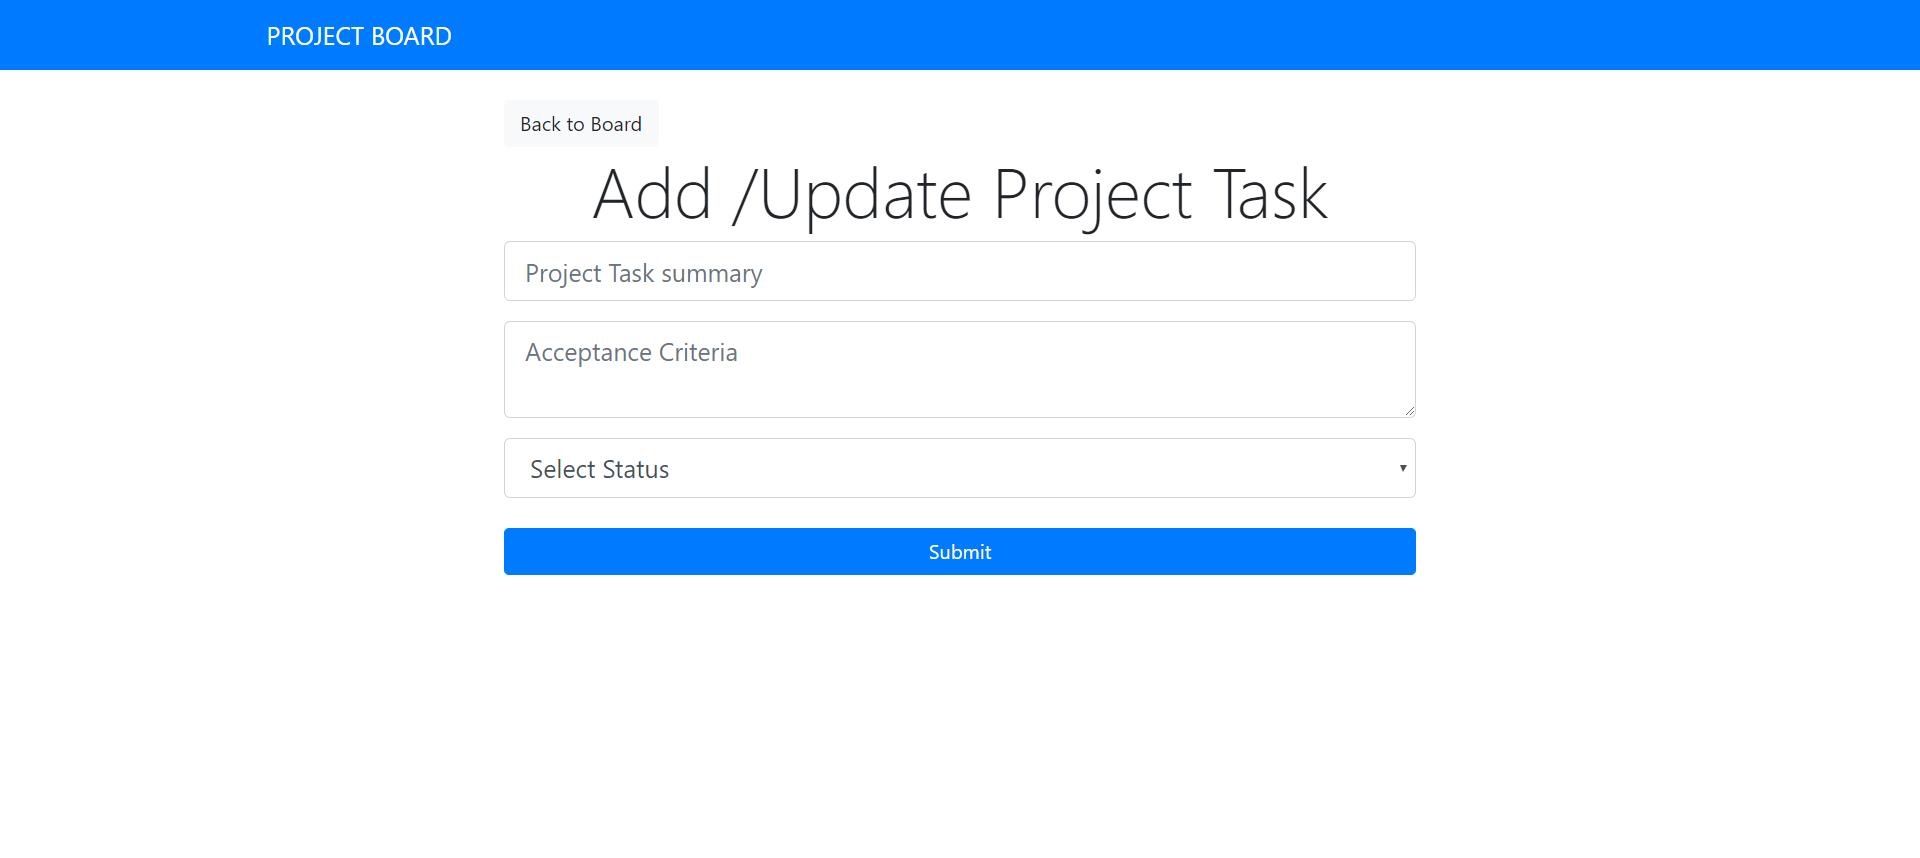 PROJECT BOARD
Back to Board
Add /Update Project Task
Project Task summary
Acceptance Criteria
Select Status
Submit